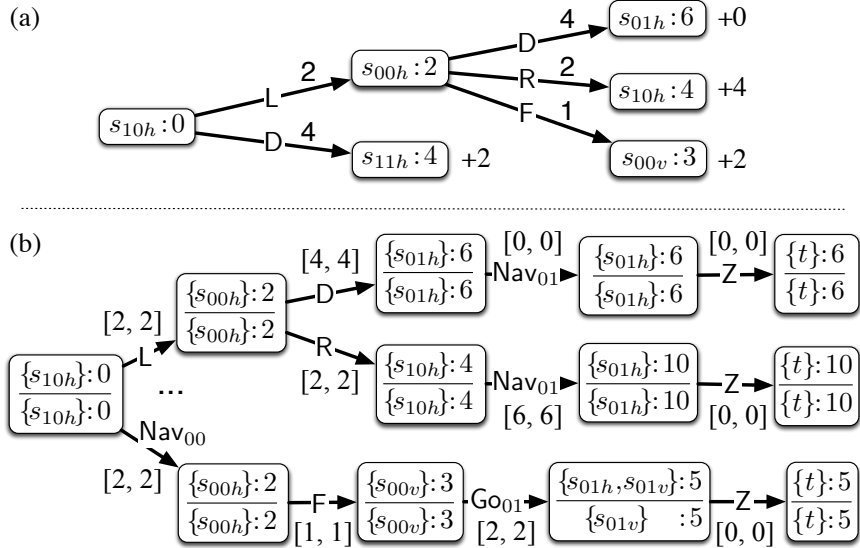 (a)
4
s01h : 6 +0
D
2
s00h : 2
2
R
s10h : 4 +4
L
F
1
s10h : 0
D
4
s11h : 4 +2
s00v : 3 +2
(b)
[0, 0] [0, 0]
[4, 4]
{s01h}: 6
{s01h}: 6
Nav01
{s01h}: 6
{s01h}: 6
Z
{t}: 6
{t}: 6
{s00h}: 2
{s00h}: 2
D
[2, 2]
L
R
[2, 2]
{s10h}: 4
{s10h}: 4
Nav01
[6, 6]
{s01h}: 10
{s01h}: 10
Z
[0, 0]
{t}: 10
{t}: 10
{s10h}: 0
{s10h}: 0
...
Nav00
[2, 2]
{s00h}: 2
{s00h}: 2
F
[1, 1]
{s00v}: 3
{s00v}: 3
Go01
[2, 2]
{s01h, s01v}: 5
{s01v} : 5
Z
[0, 0]
{t}: 5
{t}: 5